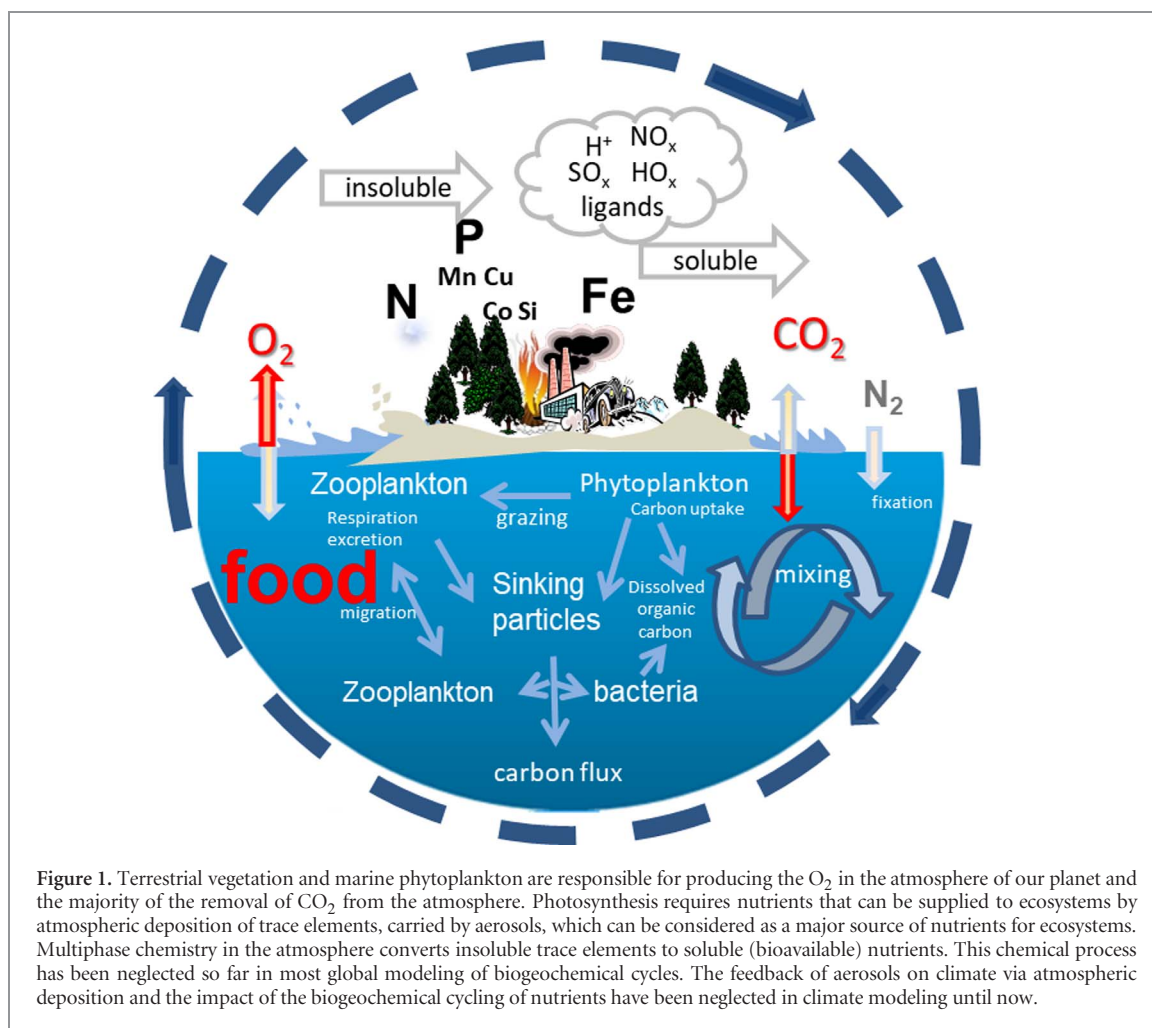 H⁺ NOₓ
SOₓ HOₓ
ligands
insoluble
soluble
P
Mn Cu
N
Co Si
Fe
O₂
CO₂
N₂
Zooplankton
Phytoplankton
Respiration
excretion
grazing
Carbon uptake
fixation
food
migration
Sinking
particles
Dissolved
organic
carbon
mixing
Zooplankton
bacteria
carbon flux
Figure 1. Terrestrial vegetation and marine phytoplankton are responsible for producing the O₂ in the atmosphere of our planet and
the majority of the removal of CO₂ from the atmosphere. Photosynthesis requires nutrients that can be supplied to ecosystems by
atmospheric deposition of trace elements, carried by aerosols, which can be considered as a major source of nutrients for ecosystems.
Multiphase chemistry in the atmosphere converts insoluble trace elements to soluble (bioavailable) nutrients. This chemical process
has been neglected so far in most global modeling of biogeochemical cycles. The feedback of aerosols on climate via atmospheric
deposition and the impact of the biogeochemical cycling of nutrients have been neglected in climate modeling until now.